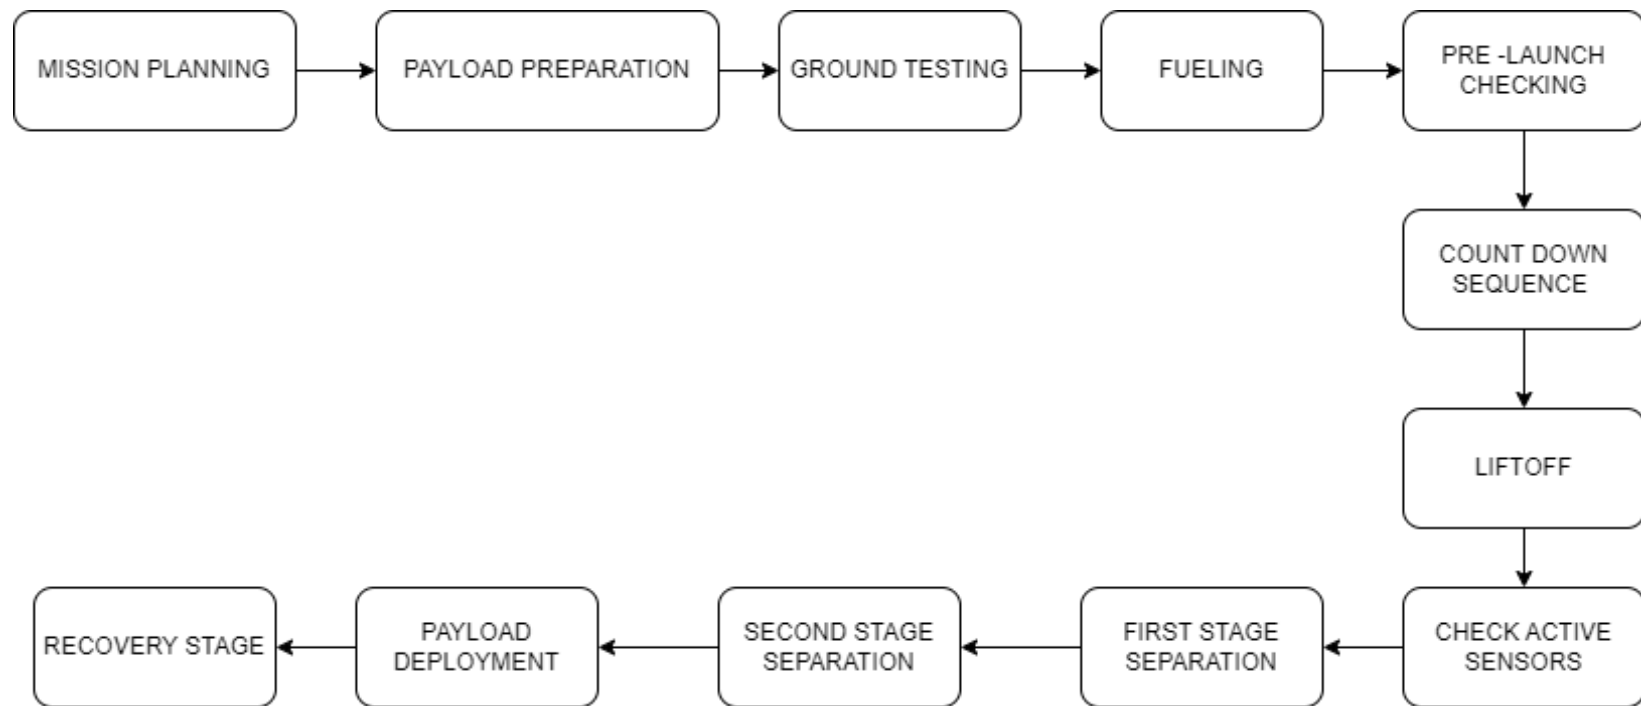 MISSION PLANNING
PAYLOAD PREPARATION
GROUND TESTING
FUELING
PRE -LAUNCH
CHECKING
COUNT DOWN
SEQUENCE
LIFTOFF
CHECK ACTIVE
SENSORS
FIRST STAGE
SEPARATION
SECOND STAGE
SEPARATION
PAYLOAD
DEPLOYMENT
RECOVERY STAGE